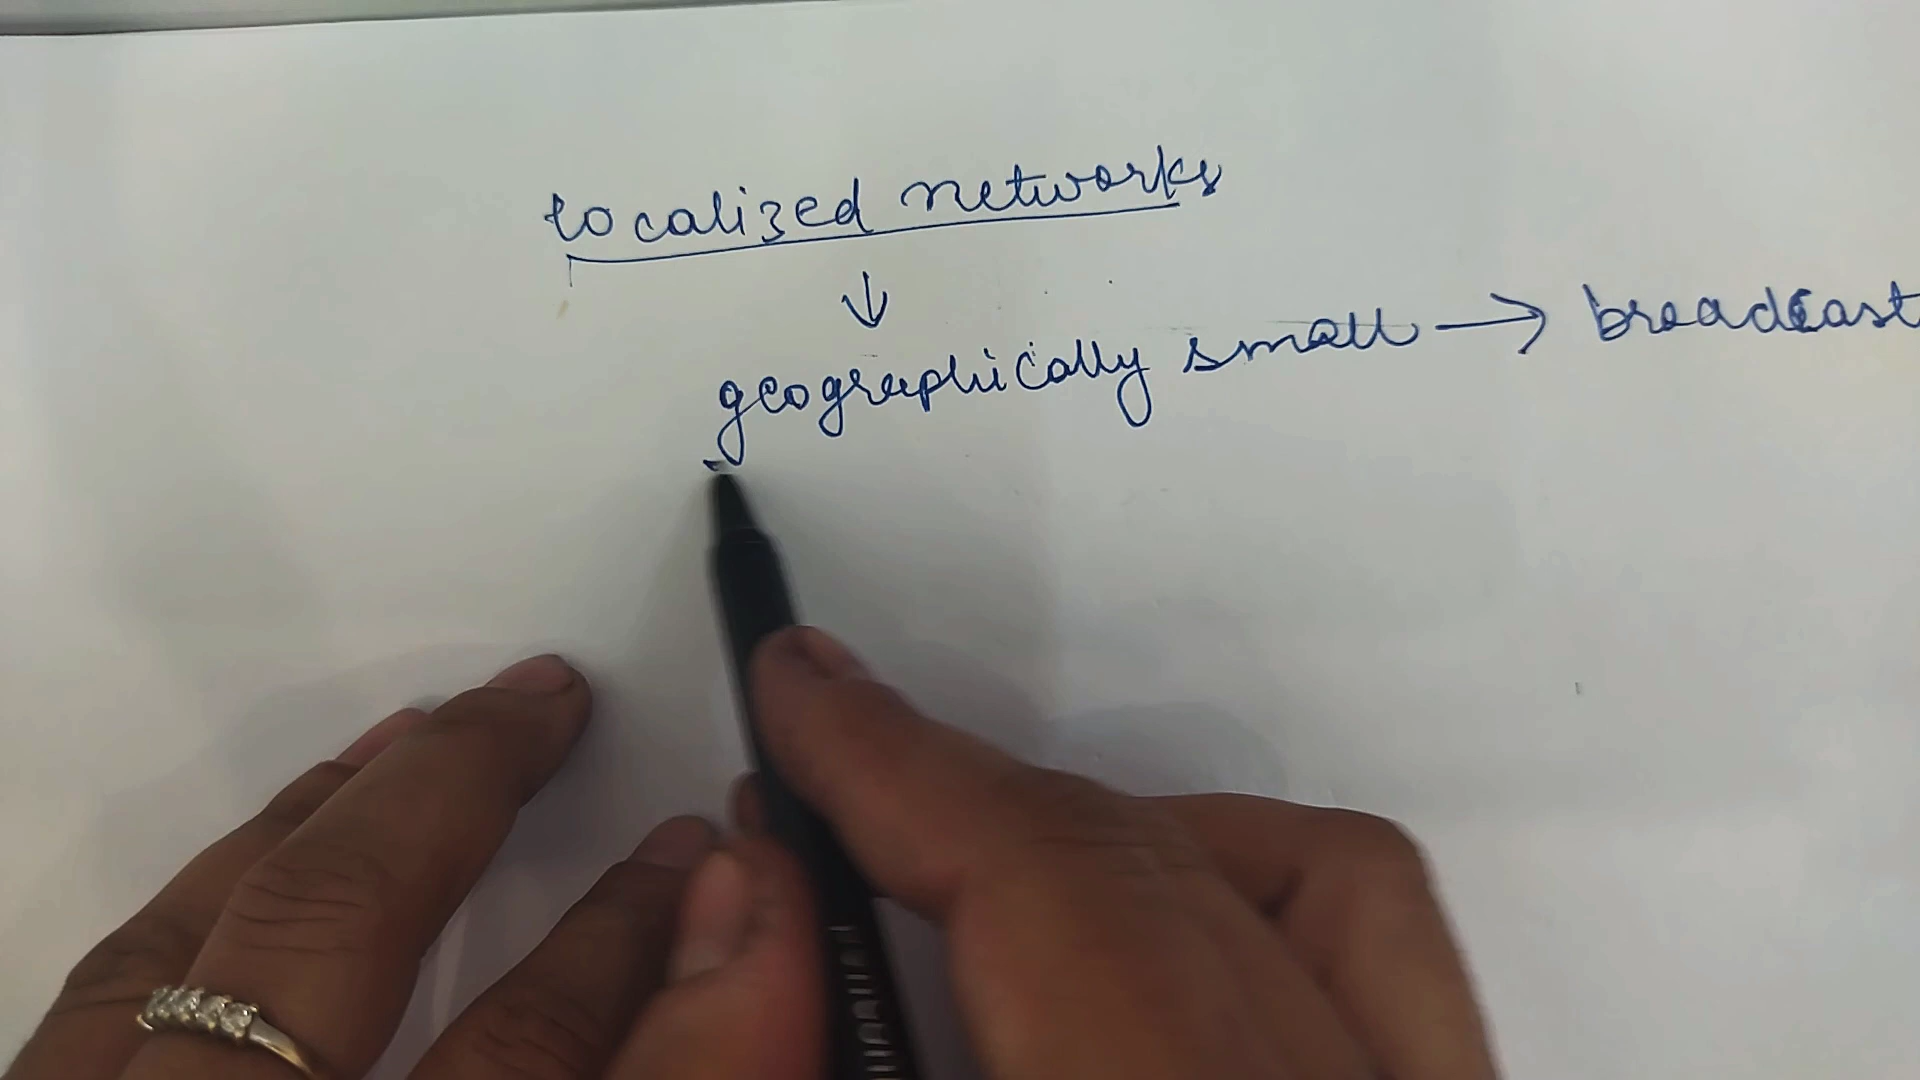 localized networks
↓
geographically small → broadcast